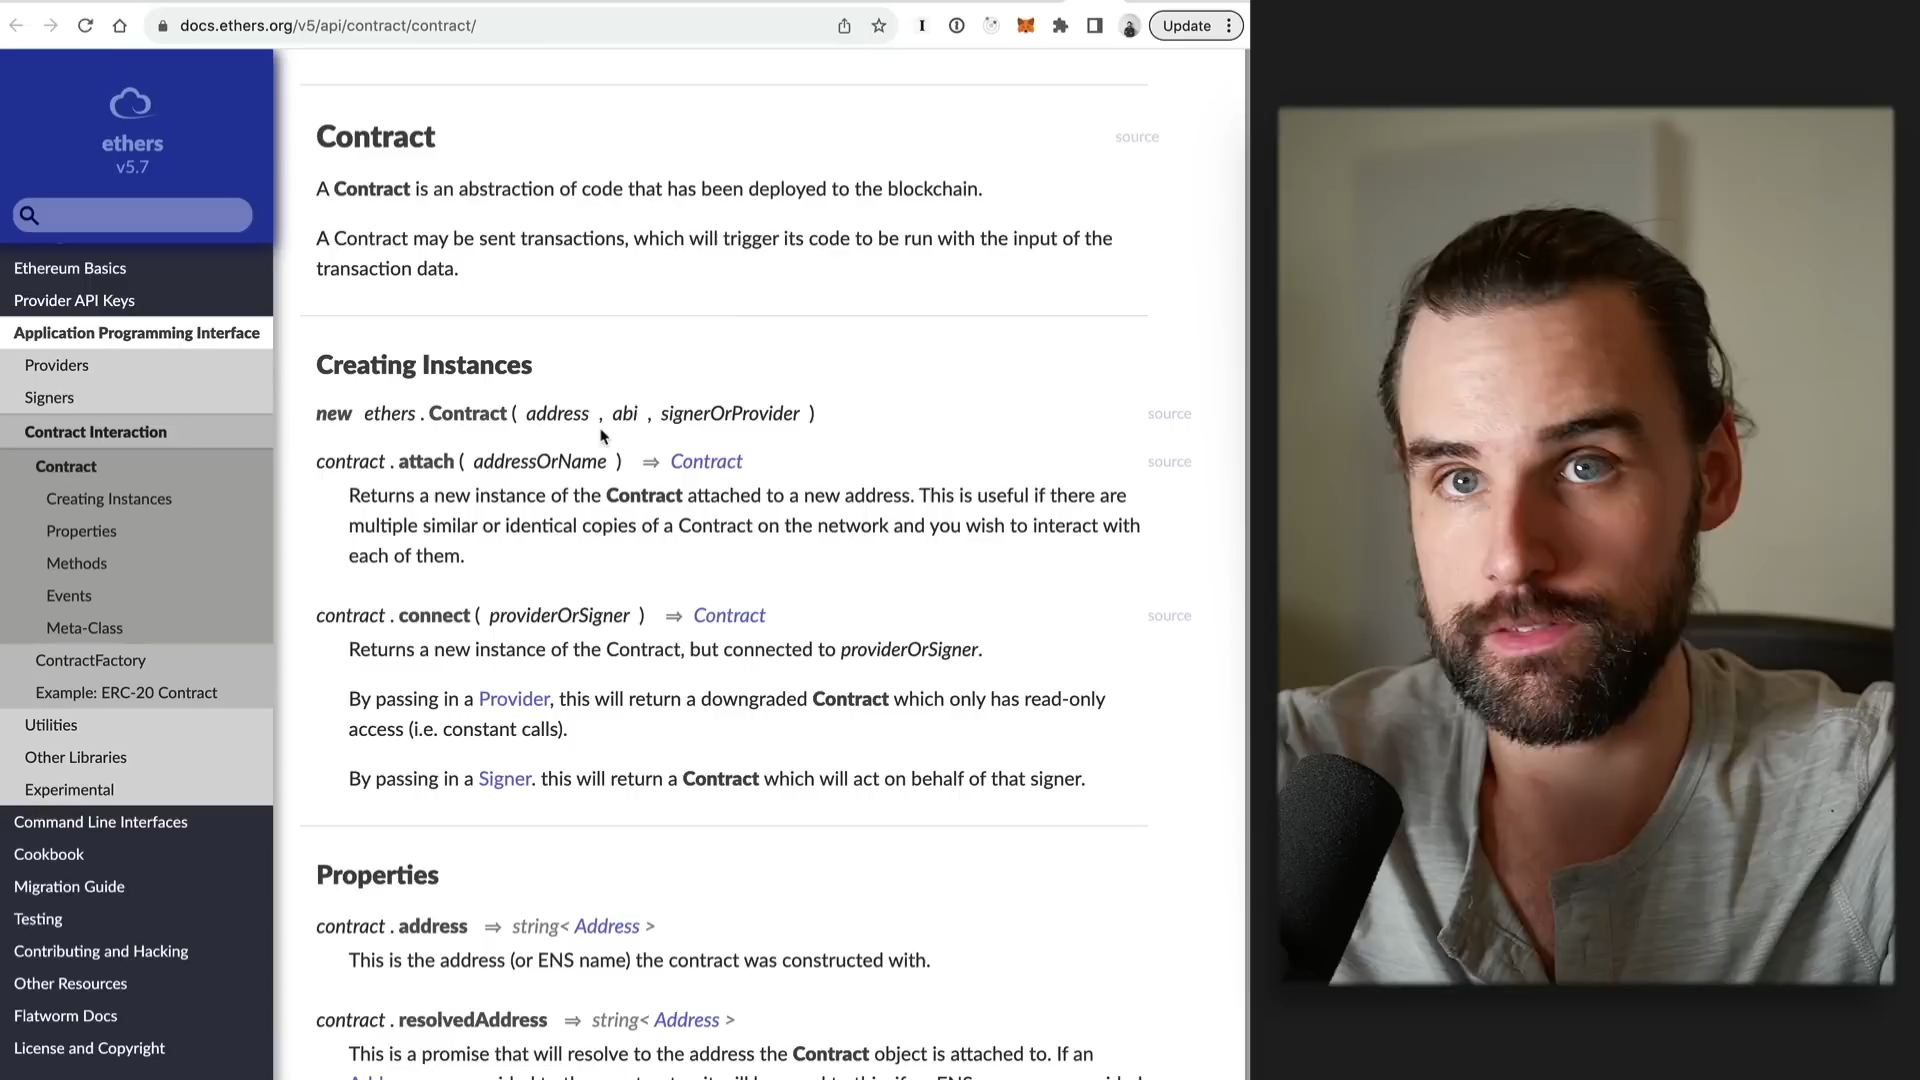 docs.ethers.org/v5/api/contract/contract/
Update
ethers
v5.7
Ethereum Basics
Provider API Keys
Application Programming Interface
Providers
Signers
Contract Interaction
Contract
Creating Instances
Properties
Methods
Events
Meta-Class
ContractFactory
Example: ERC-20 Contract
Utilities
Other Libraries
Experimental
Command Line Interfaces
Cookbook
Migration Guide
Testing
Contributing and Hacking
Other Resources
Flatworm Docs
License and Copyright
Contract
source
A Contract is an abstraction of code that has been deployed to the blockchain.
A Contract may be sent transactions, which will trigger its code to be run with the input of the
transaction data.
Creating Instances
new ethers . Contract ( address , abi , signerOrProvider )
source
contract . attach ( addressOrName ) ⇒ Contract
source
Returns a new instance of the Contract attached to a new address. This is useful if there are
multiple similar or identical copies of a Contract on the network and you wish to interact with
each of them.
contract . connect ( providerOrSigner ) ⇒ Contract
source
Returns a new instance of the Contract, but connected to providerOrSigner.
By passing in a Provider, this will return a downgraded Contract which only has read-only
access (i.e. constant calls).
By passing in a Signer. this will return a Contract which will act on behalf of that signer.
Properties
contract . address ⇒ string< Address >
This is the address (or ENS name) the contract was constructed with.
contract . resolvedAddress ⇒ string< Address >
This is a promise that will resolve to the address the Contract object is attached to. If an